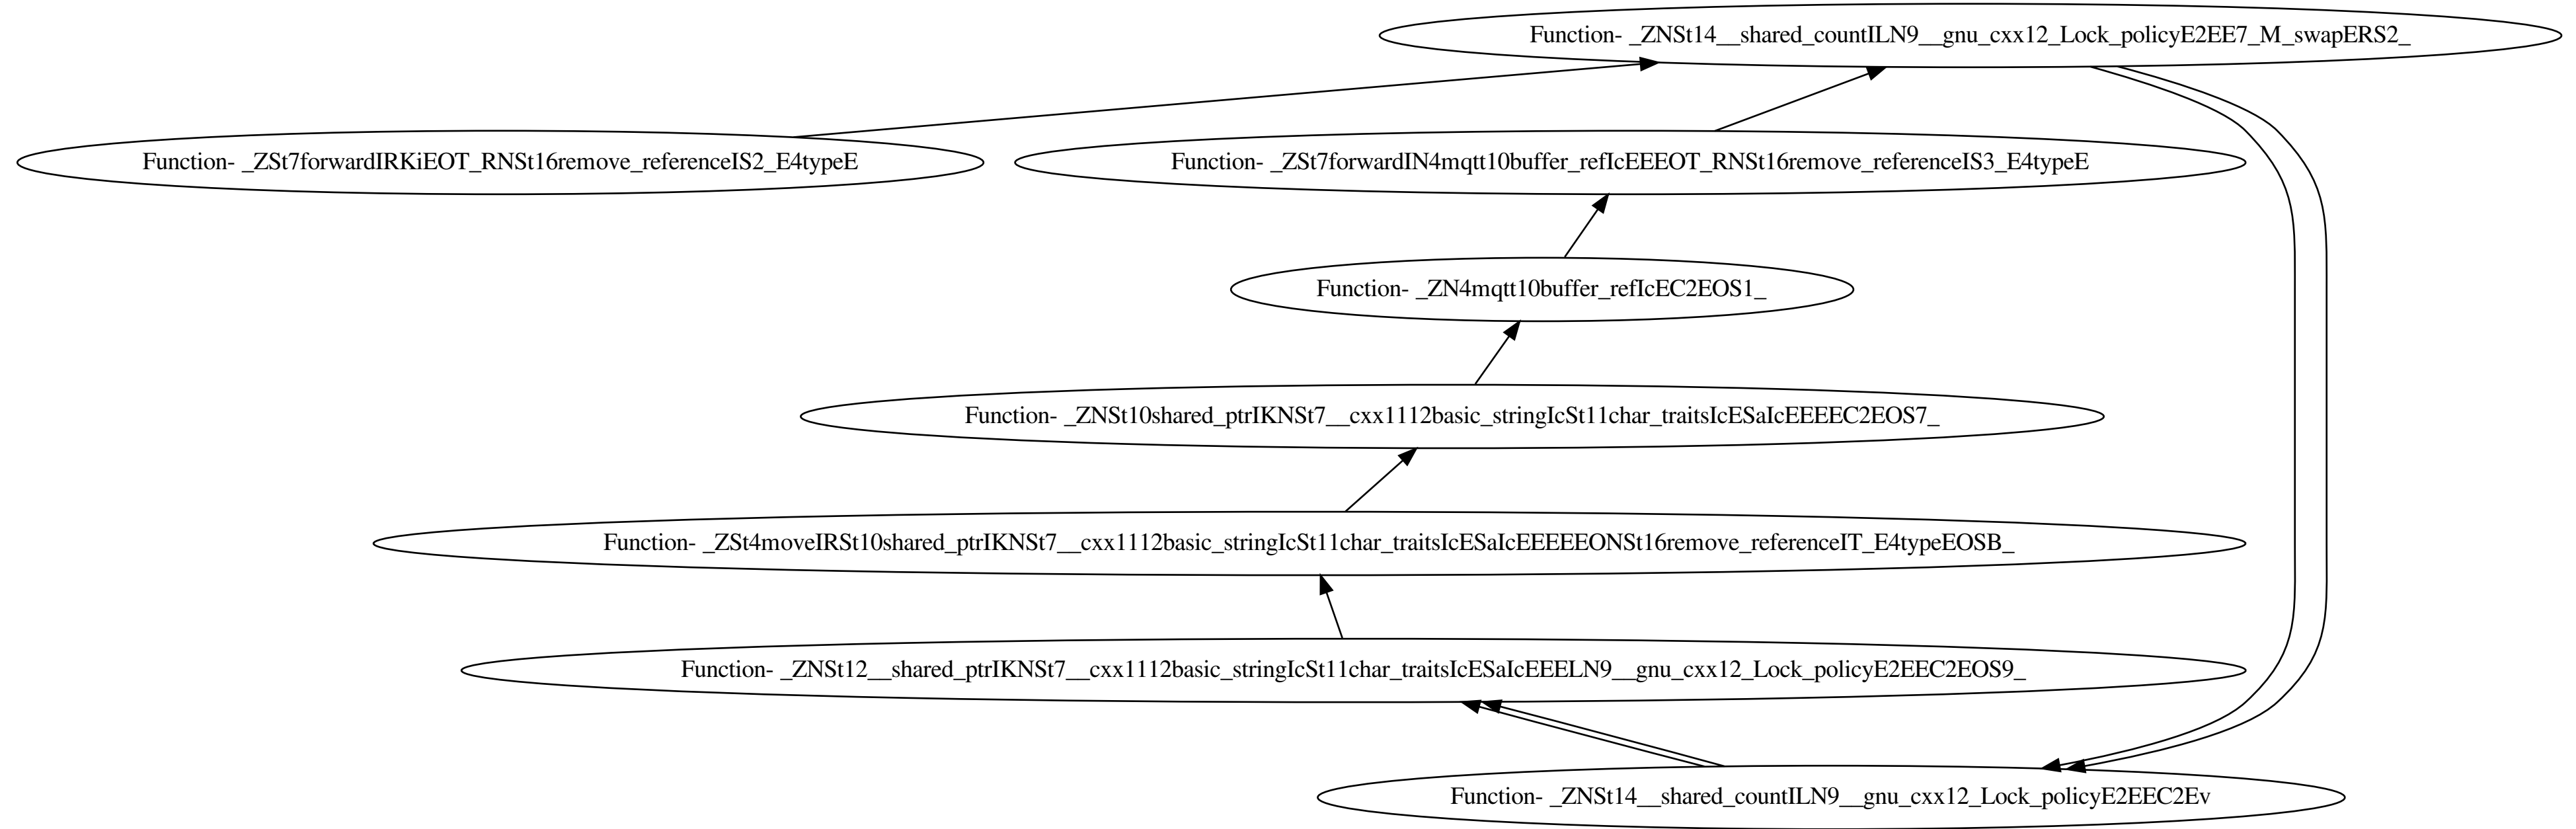 Function- _ZNSt14__shared_countILN9__gnu_cxx12_Lock_policyE2EE7_M_swapERS2_
Function- _ZSt7forwardIRKiEOT_RNSt16remove_referenceIS2_E4typeE
Function- _ZSt7forwardIN4mqtt10buffer_refIcEEEOT_RNSt16remove_referenceIS3_E4typeE
Function- _ZN4mqtt10buffer_refIcEC2EOS1_
Function- _ZNSt10shared_ptrIKNSt7__cxx1112basic_stringIcSt11char_traitsIcESaIcEEEEC2EOS7_
Function- _ZSt4moveIRSt10shared_ptrIKNSt7__cxx1112basic_stringIcSt11char_traitsIcESaIcEEEEEONSt16remove_referenceIT_E4typeEOSB_
Function- _ZNSt12__shared_ptrIKNSt7__cxx1112basic_stringIcSt11char_traitsIcESaIcEEELN9__gnu_cxx12_Lock_policyE2EEC2EOS9_
Function- _ZNSt14__shared_countILN9__gnu_cxx12_Lock_policyE2EEC2Ev